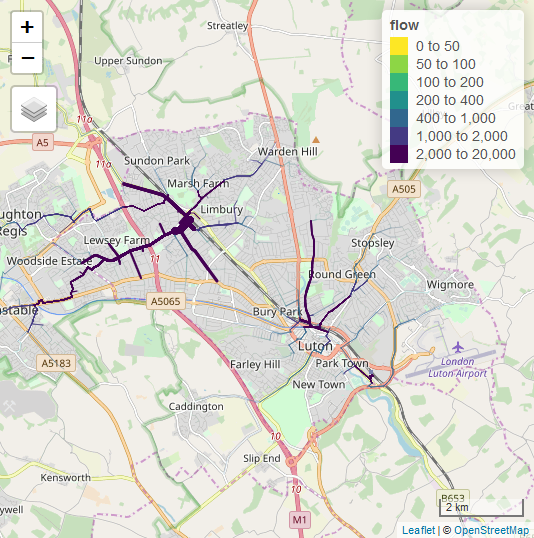 +
−
Streatley
Upper Sundon
flow
0 to 50
50 to 100
100 to 200
200 to 400
400 to 1,000
1,000 to 2,000
2,000 to 20,000
11a
A5
11a
Sundon Park
Warden Hill
Marsh Farm
A505
Limbury
ughton
Regis
Lewsey Farm
Stopsley
Woodside Estate
Round Green
Wigmore
A5065
stable
Bury Park
Luton
London
Luton Airport
A5183
Farley Hill
Park Town
New Town
Caddington
10
Slip End
Kensworth
10
B653
2 km
ywell
M1
Leaflet | © OpenStreetMap